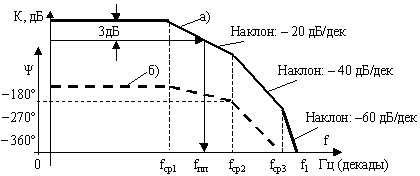 К, дБ
а)
3дБ
Наклон: – 20 дБ/дек
Ψ
б)
Наклон: – 40 дБ/дек
–180°
–270°
Наклон: –60 дБ/дек
–360°
f
0
fср1
fпп
fср2
fср3
f1
Гц (декады)